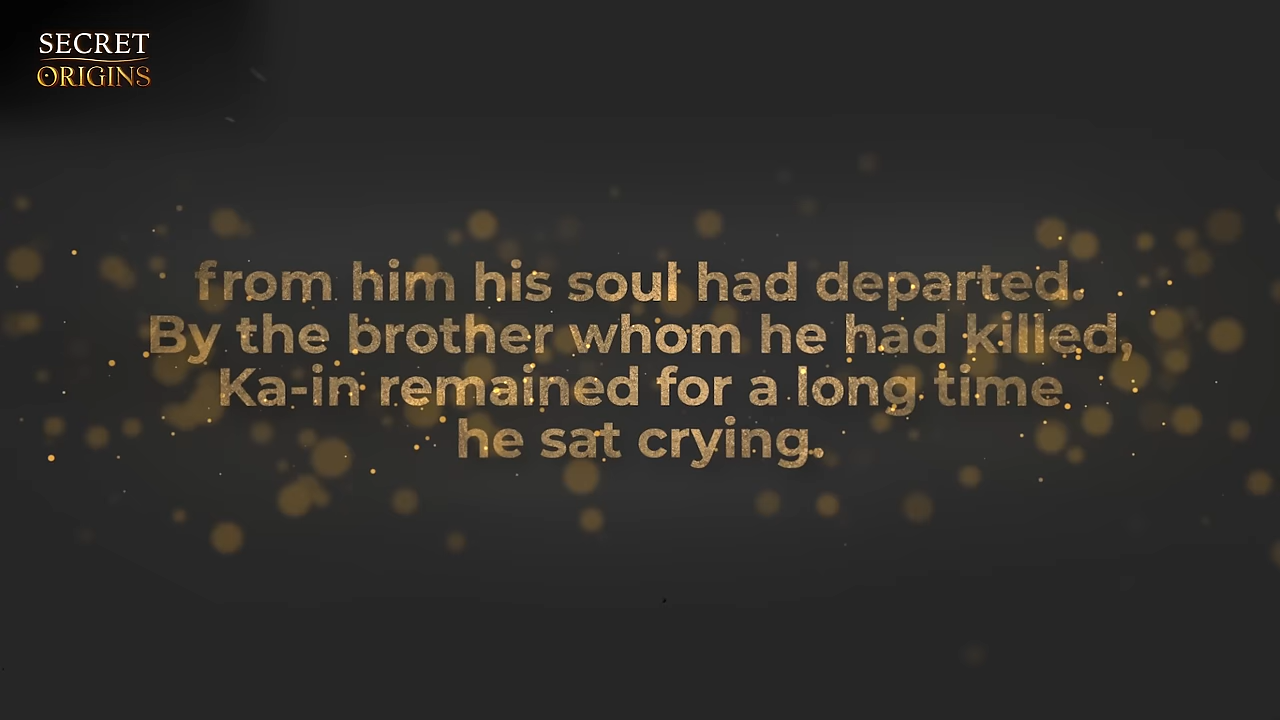 SECRET
ORIGINS
from him his soul had departed.
By the brother whom he had killed,
Ka-in remained for a long time
he sat crying.